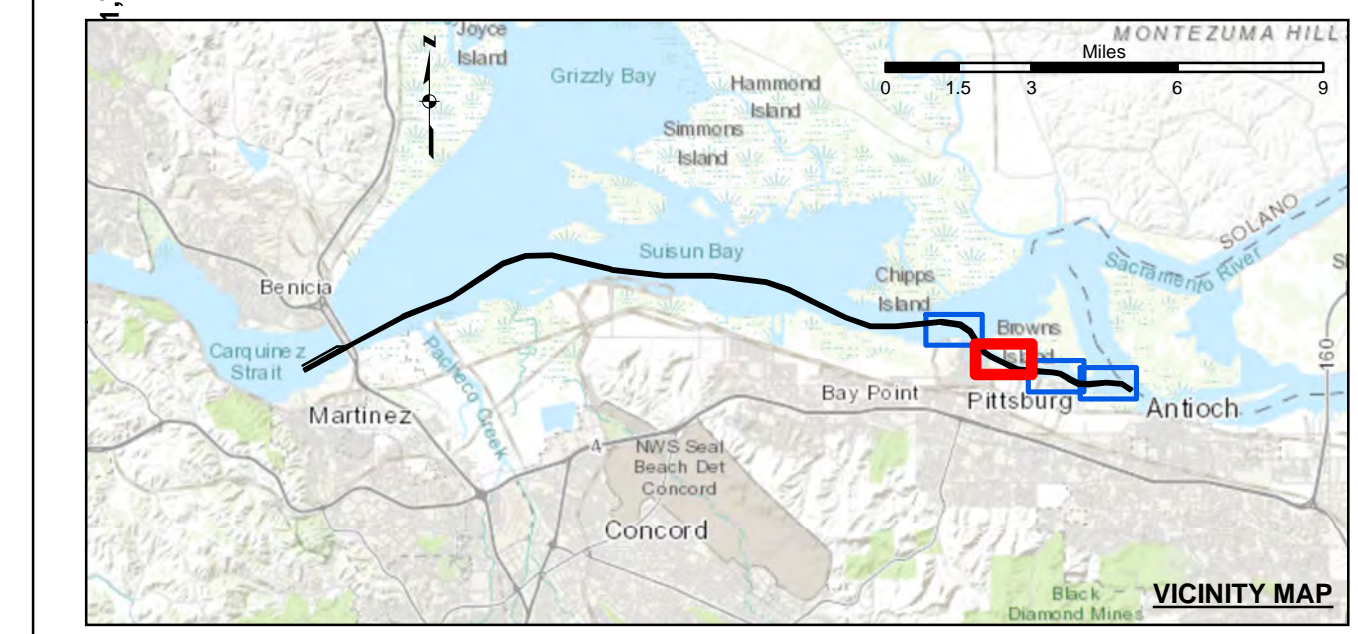 Joyce
Island
N
Grizzly Bay
Hammond
Island
Simmons
Island
MONTEZUMA HILL
Miles
0 1.5 3 6 9
SOLANO
Sacramento River
Suisun Bay
Chipps
Island
Benicia
Browns
Island
Carquinez
Strait
Pacheco Creek
160
Martinez
Bay Point
Pittsburg
Antioch
4
NWS Seal
Beach Det
Concord
Concord
Black
Diamond Mines
VICINITY MAP